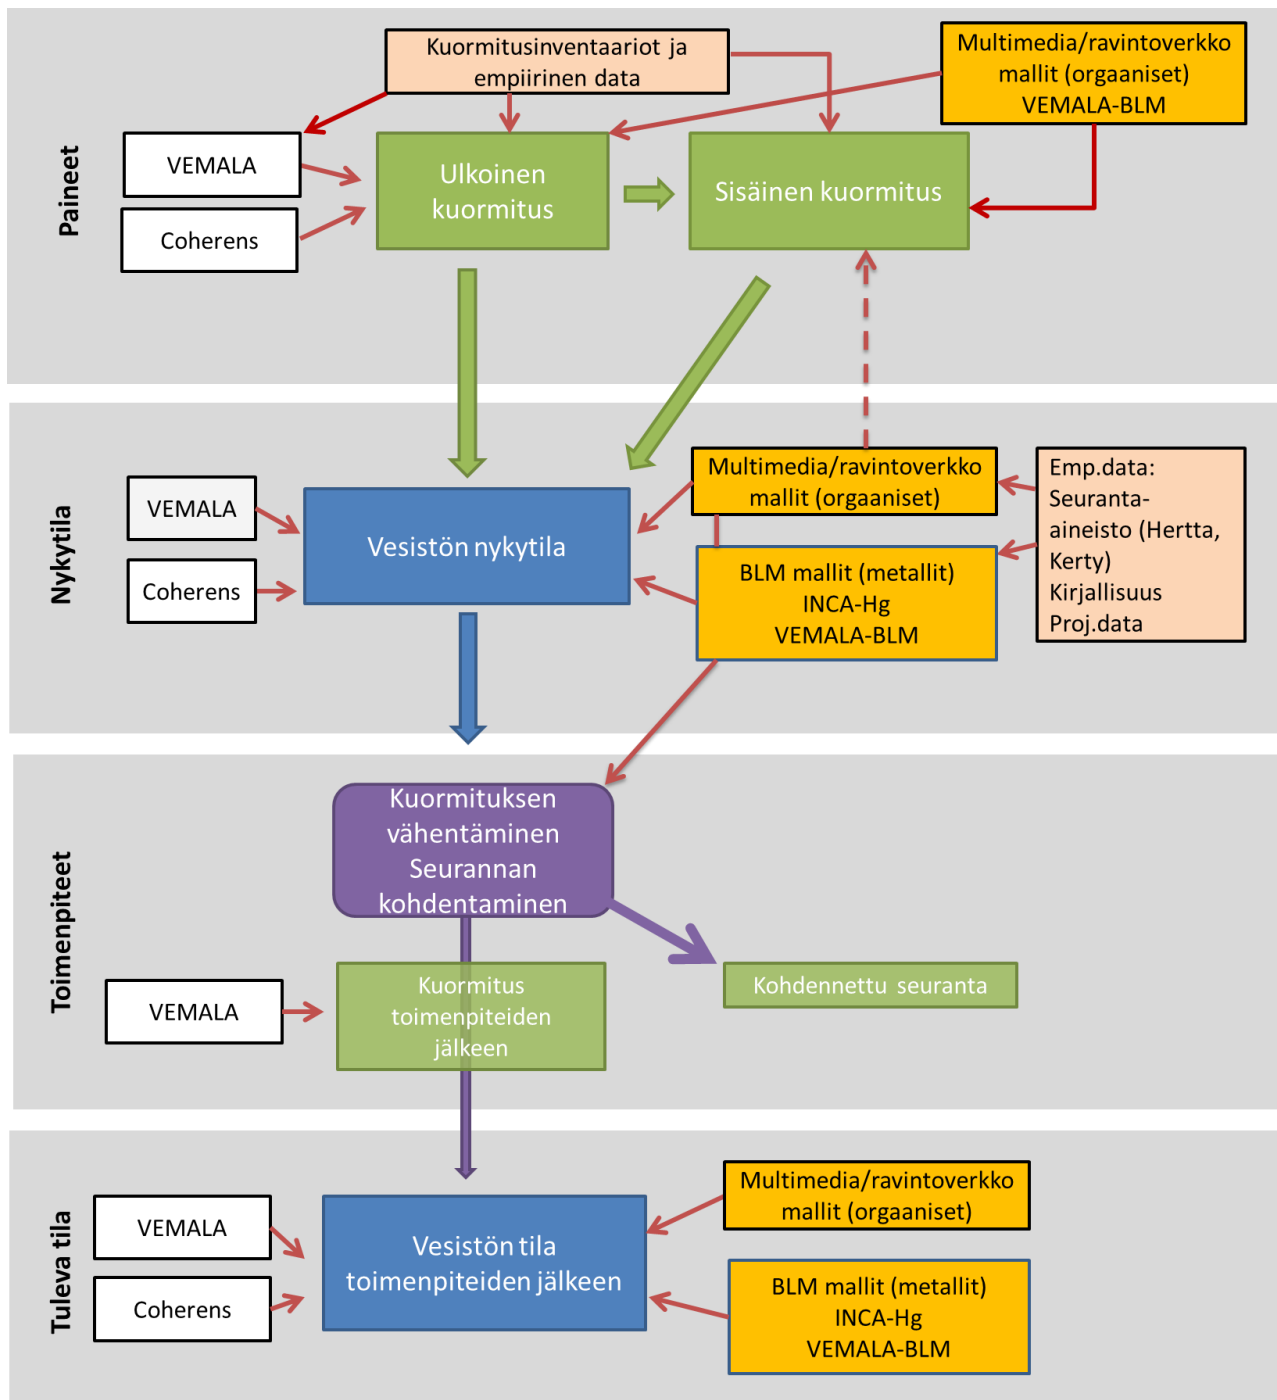 Paineet
Kuormitusinventaariot ja
empiirinen data
Multimedia/ravintoverkko
mallit (orgaaniset)
VEMALA-BLM
VEMALA
Coherens
Ulkoinen
kuormitus
Sisäinen kuormitus
Nykytila
VEMALA
Coherens
Vesistön nykytila
Multimedia/ravintoverkko
mallit (orgaaniset)
BLM mallit (metallit)
INCA-Hg
VEMALA-BLM
Emp.data:
Seuranta-
aineisto (Hertta,
Kerty)
Kirjallisuus
Proj.data
Toimenpiteet
Kuormituksen
vähentäminen
Seurannan
kohdentaminen
VEMALA
Kuormitus
toimenpiteiden
jälkeen
Kohdennettu seuranta
Tuleva tila
VEMALA
Coherens
Vesistön tila
toimenpiteiden jälkeen
Multimedia/ravintoverkko
mallit (orgaaniset)
BLM mallit (metallit)
INCA-Hg
VEMALA-BLM